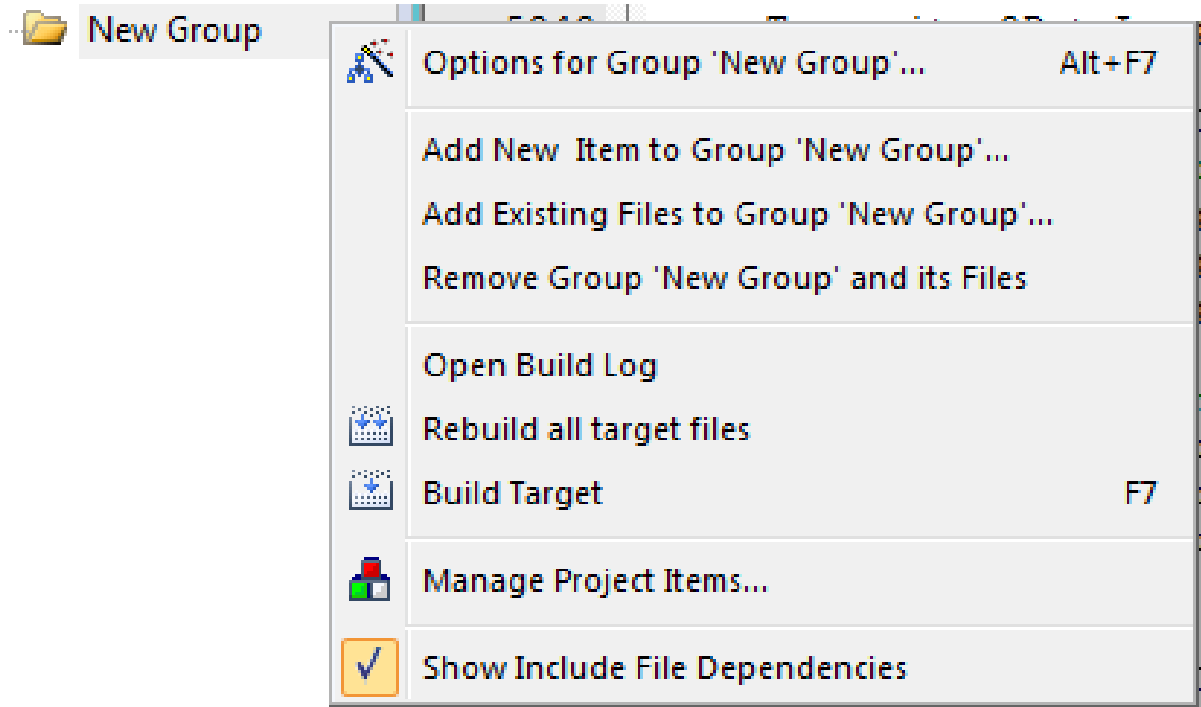 New Group
Options for Group 'New Group'... Alt+F7
Add New  Item to Group 'New Group'...
Add Existing Files to Group 'New Group'...
Remove Group 'New Group' and its Files
Open Build Log
Rebuild all target files
Build Target F7
Manage Project Items...
Show Include File Dependencies